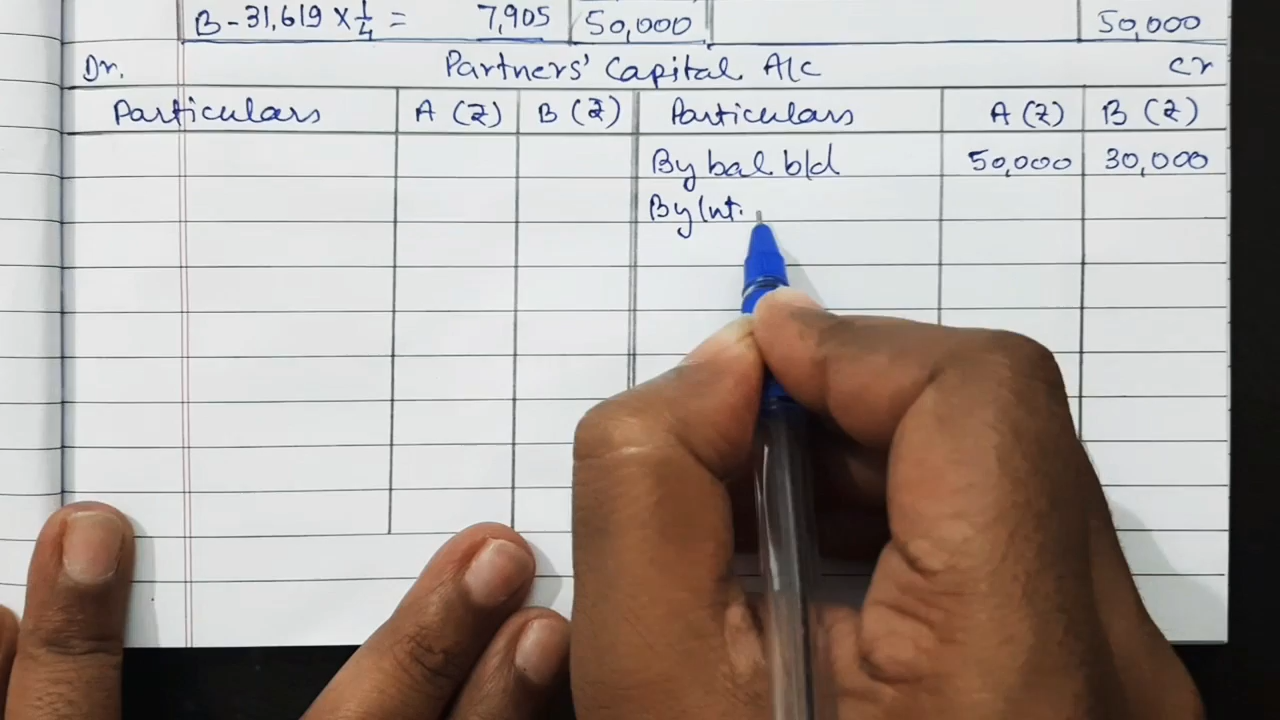 B - 31,619 × 1/4 = 7,905 50,000 50,000
Dr. Partners' Capital A/c Cr
Particulars A (₹) B (₹) Particulars A (₹) B (₹)
By bal b/d 50,000 30,000
By Int.